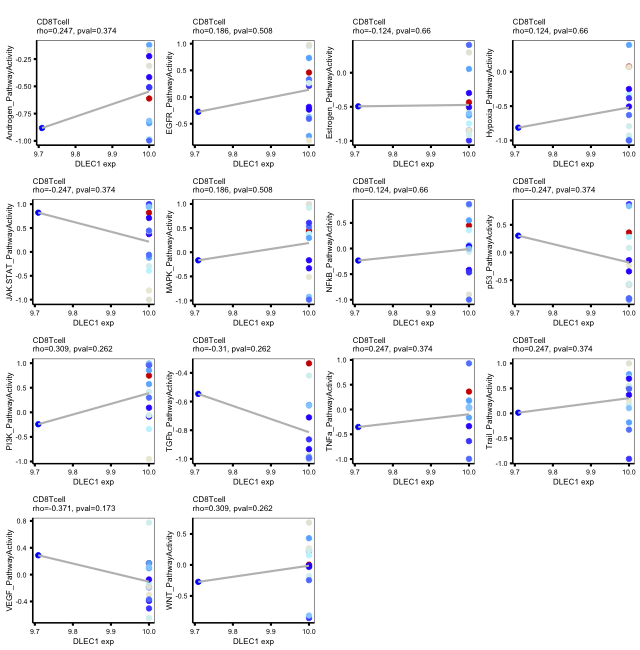 CD8Tcell
rho=0.247, pval=0.374
Androgen_PathwayActivity
0.00
-0.25
-0.50
-0.75
-1.00
9.7
9.8
9.9
10.0
DLEC1 exp
CD8Tcell
rho=0.186, pval=0.508
EGFR_PathwayActivity
1.0
0.5
0.0
-0.5
9.7
9.8
9.9
10.0
DLEC1 exp
CD8Tcell
rho=-0.124, pval=0.66
Estrogen_PathwayActivity
0.0
-0.5
-1.0
9.7
9.8
9.9
10.0
DLEC1 exp
CD8Tcell
rho=0.124, pval=0.66
Hypoxia_PathwayActivity
0.0
-0.5
-1.0
9.7
9.8
9.9
10.0
DLEC1 exp
CD8Tcell
rho=-0.247, pval=0.374
JAK-STAT_PathwayActivity
1.0
0.5
0.0
-0.5
-1.0
9.7
9.8
9.9
10.0
DLEC1 exp
CD8Tcell
rho=0.186, pval=0.508
MAPK_PathwayActivity
1.0
0.5
0.0
-0.5
-1.0
9.7
9.8
9.9
10.0
DLEC1 exp
CD8Tcell
rho=0.124, pval=0.66
NFkB_PathwayActivity
0.5
0.0
-0.5
-1.0
9.7
9.8
9.9
10.0
DLEC1 exp
CD8Tcell
rho=-0.247, pval=0.374
p53_PathwayActivity
0.5
0.0
-0.5
9.7
9.8
9.9
10.0
DLEC1 exp
CD8Tcell
rho=0.309, pval=0.262
PI3K_PathwayActivity
1.0
0.5
0.0
-0.5
-1.0
9.7
9.8
9.9
10.0
DLEC1 exp
CD8Tcell
rho=-0.31, pval=0.262
TGFb_PathwayActivity
-0.4
-0.6
-0.8
-1.0
9.7
9.8
9.9
10.0
DLEC1 exp
CD8Tcell
rho=0.247, pval=0.374
TNFa_PathwayActivity
1.0
0.5
0.0
-0.5
-1.0
9.7
9.8
9.9
10.0
DLEC1 exp
CD8Tcell
rho=0.247, pval=0.374
Trail_PathwayActivity
1.0
0.5
0.0
-0.5
-1.0
9.7
9.8
9.9
10.0
DLEC1 exp
CD8Tcell
rho=-0.371, pval=0.173
VEGF_PathwayActivity
0.8
0.4
0.0
-0.4
9.7
9.8
9.9
10.0
DLEC1 exp
CD8Tcell
rho=0.309, pval=0.262
WNT_PathwayActivity
0.5
0.0
-0.5
9.7
9.8
9.9
10.0
DLEC1 exp